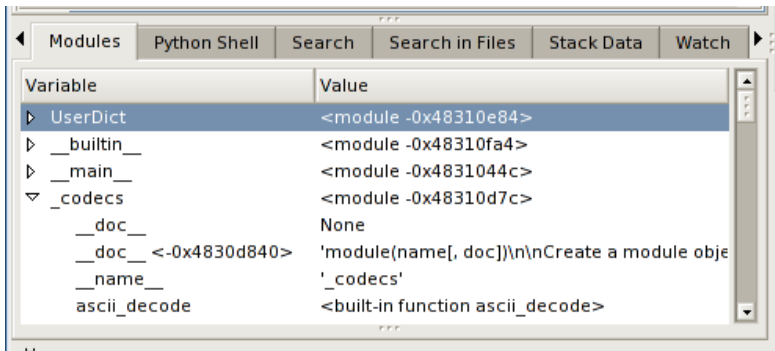 Modules Python Shell Search Search in Files Stack Data Watch
Variable Value
UserDict <module -0x48310e84>
__builtin__ <module -0x48310fa4>
__main__ <module -0x4831044c>
_codecs <module -0x48310d7c>
__doc__ None
__doc__ <-0x4830d840> 'module(name[, doc])\n\nCreate a module obje
__name__ '_codecs'
ascii_decode <built-in function ascii_decode>